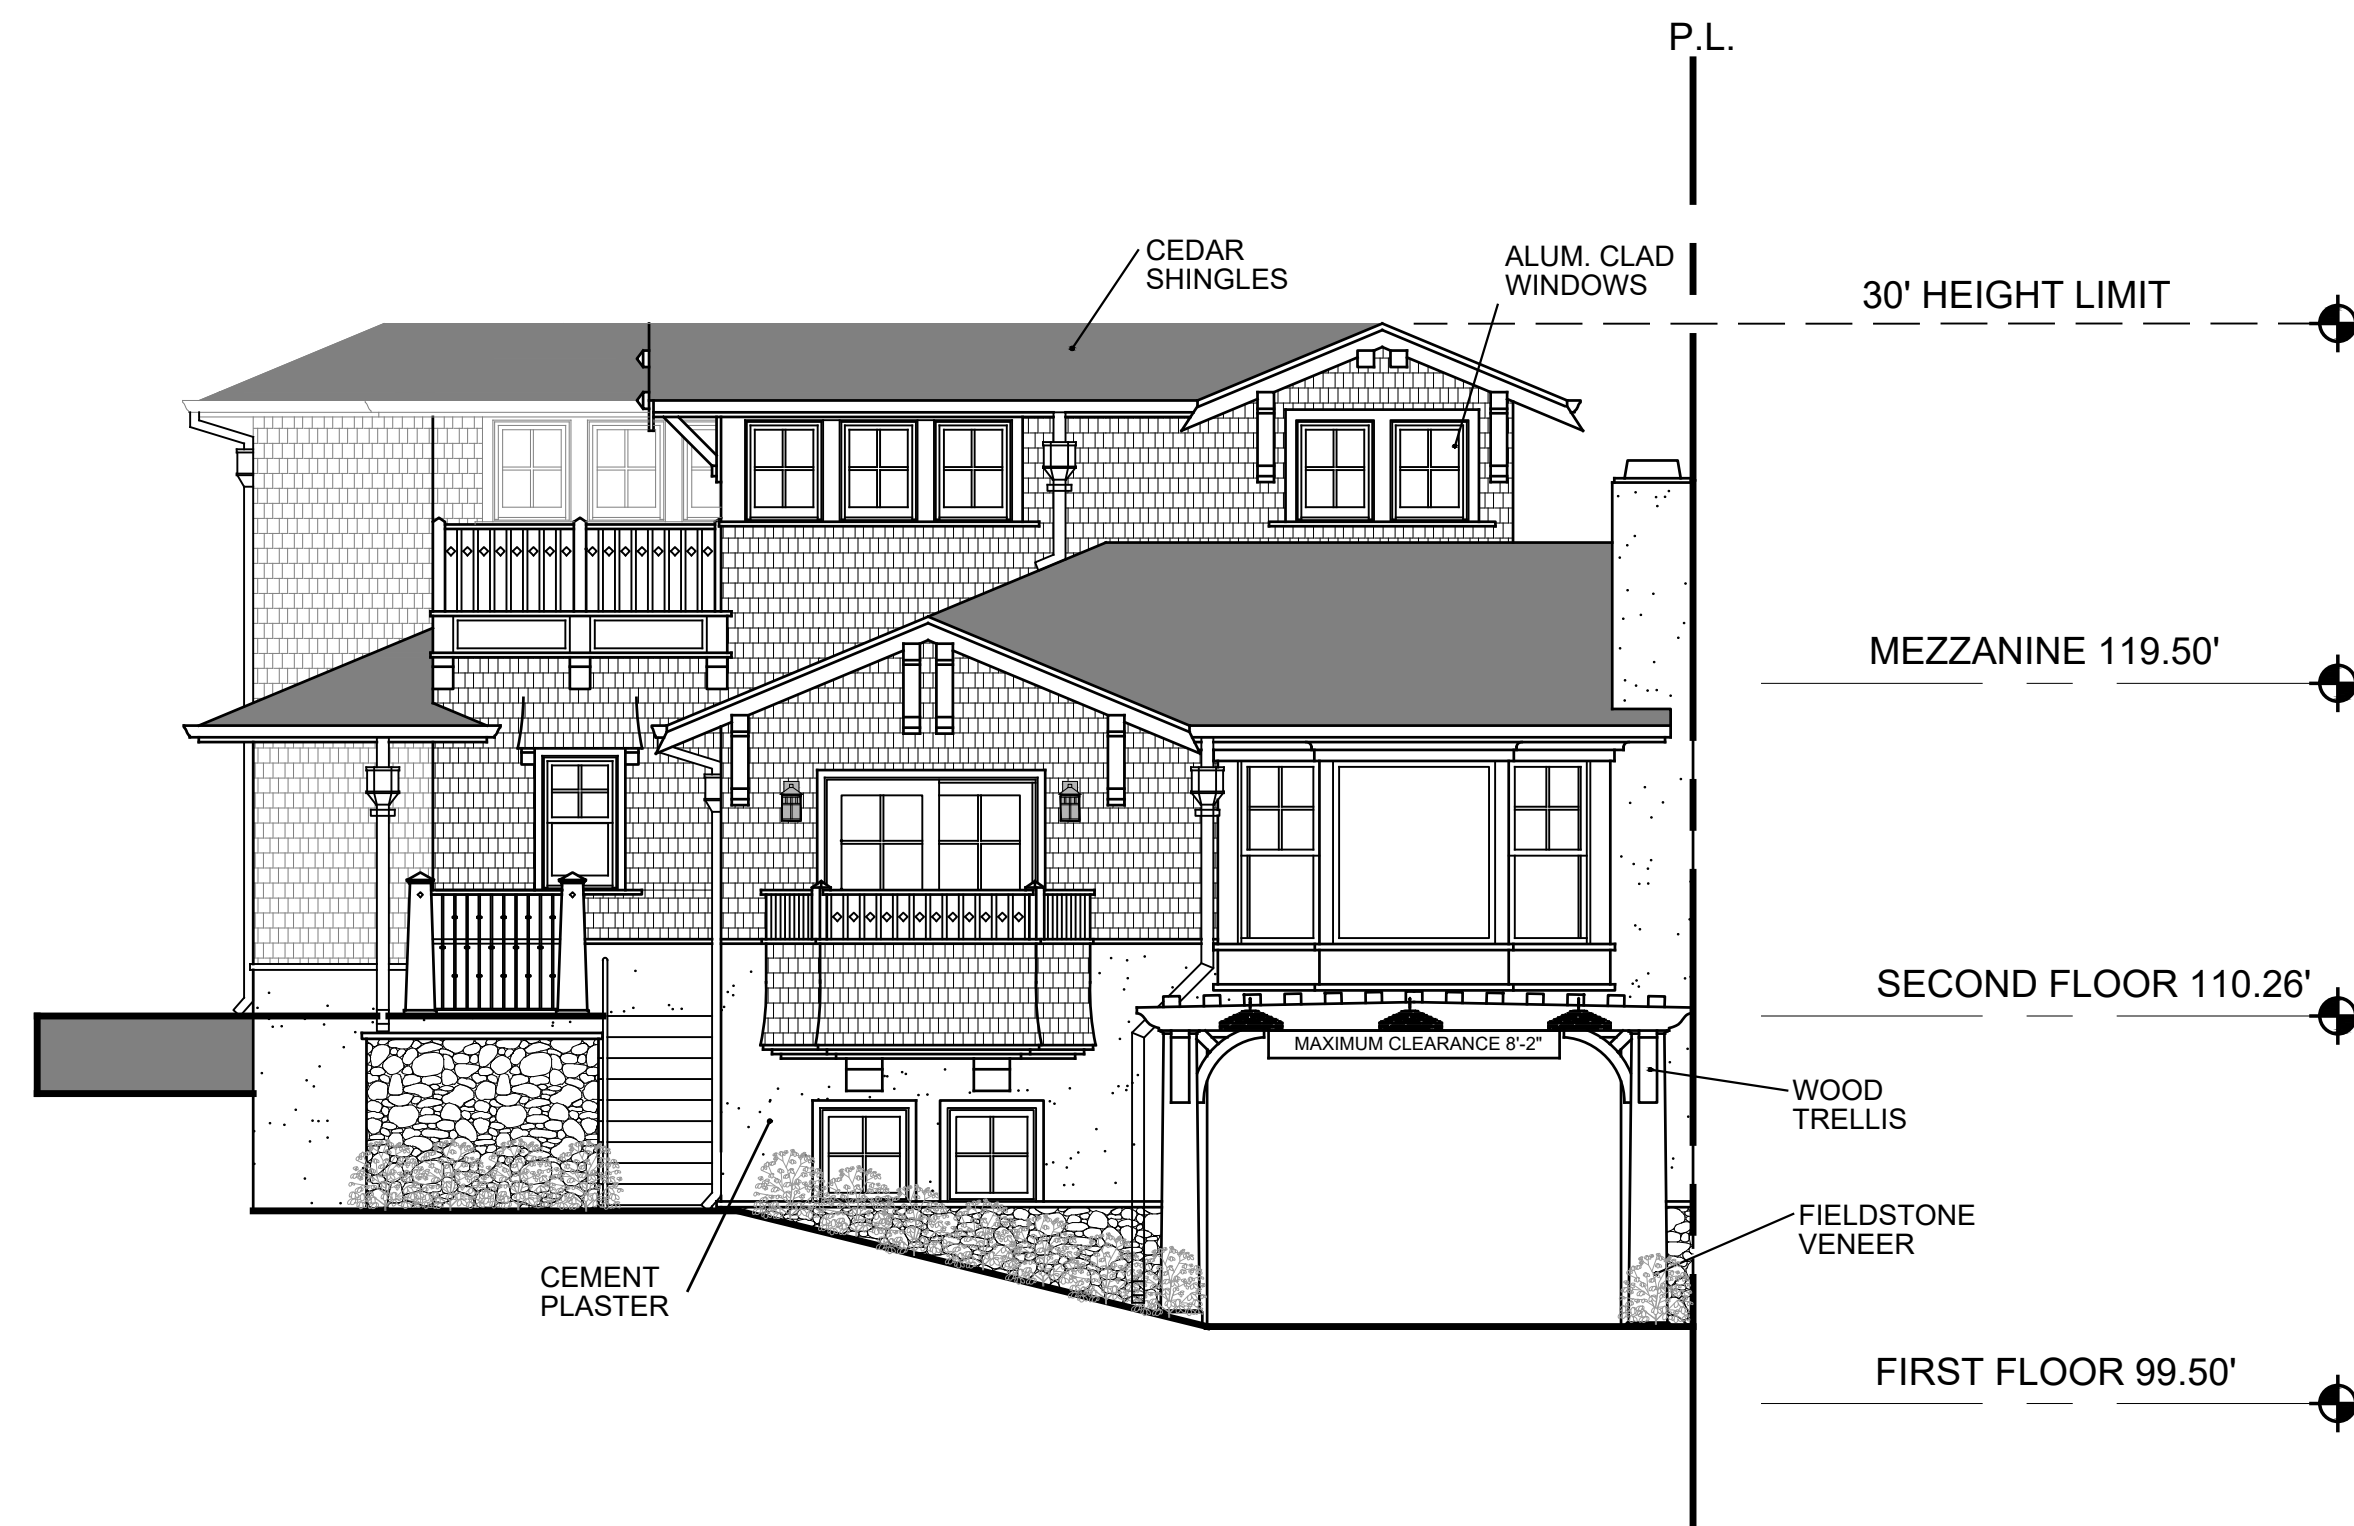 P.L.
CEDAR
SHINGLES
ALUM. CLAD
WINDOWS
30' HEIGHT LIMIT
MEZZANINE 119.50'
SECOND FLOOR 110.26'
MAXIMUM CLEARANCE 8'-2"
WOOD
TRELLIS
FIELDSTONE
VENEER
CEMENT
PLASTER
FIRST FLOOR 99.50'